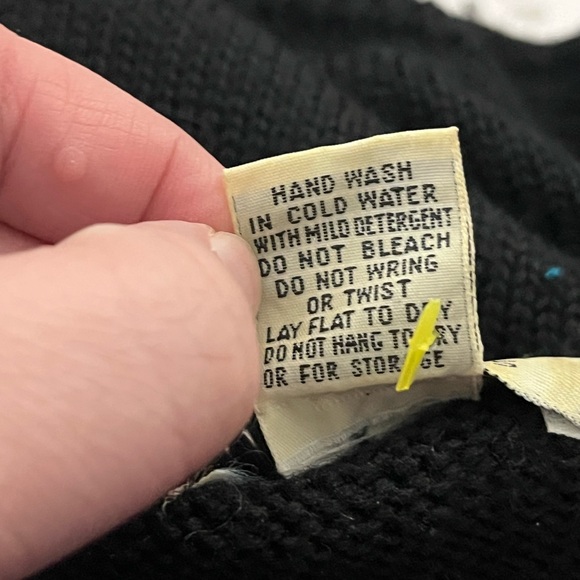 HAND WASH
IN COLD WATER
WITH MILD DETERGENT
DO NOT BLEACH
DO NOT WRING
OR TWIST
LAY FLAT TO DRY
DO NOT HANG TO DRY
OR FOR STORAGE